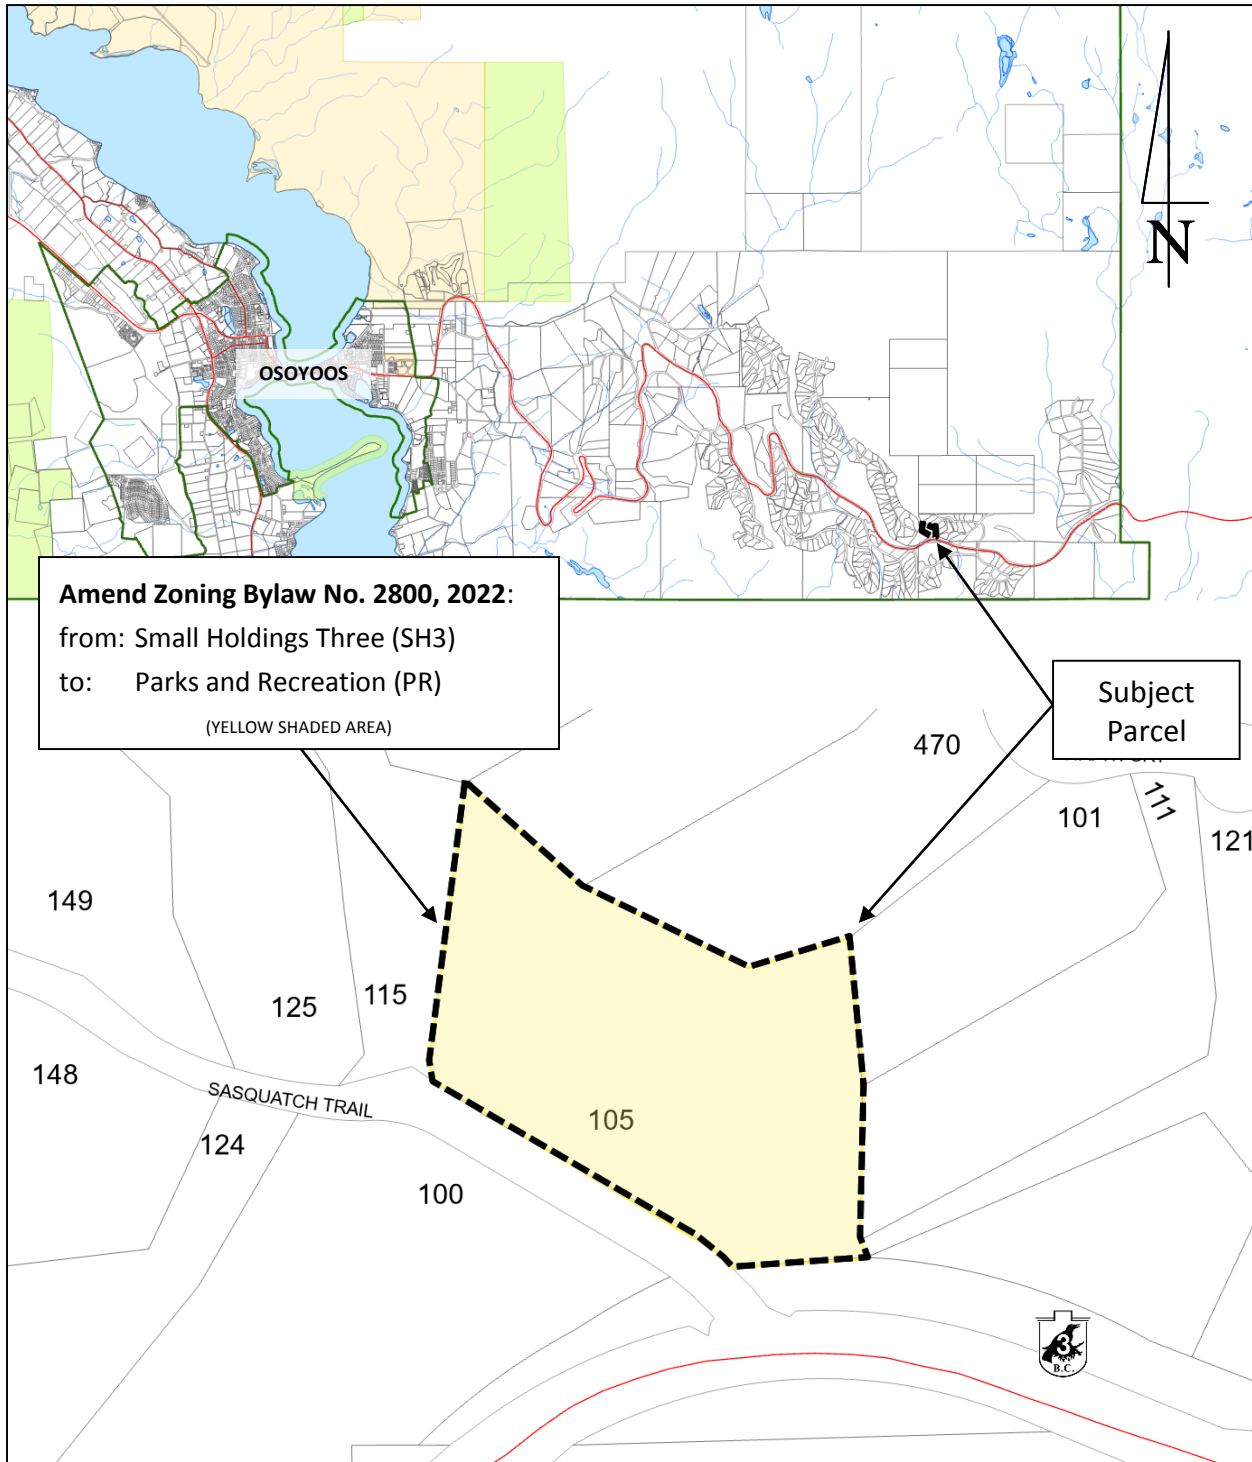 N
OSOYOOS
Amend Zoning Bylaw No. 2800, 2022:
from: Small Holdings Three (SH3)
to: Parks and Recreation (PR)
(YELLOW SHADED AREA)
Subject
Parcel
470
101
111
121
149
125
115
148
SASQUATCH TRAIL
124
105
100
3
B.C.